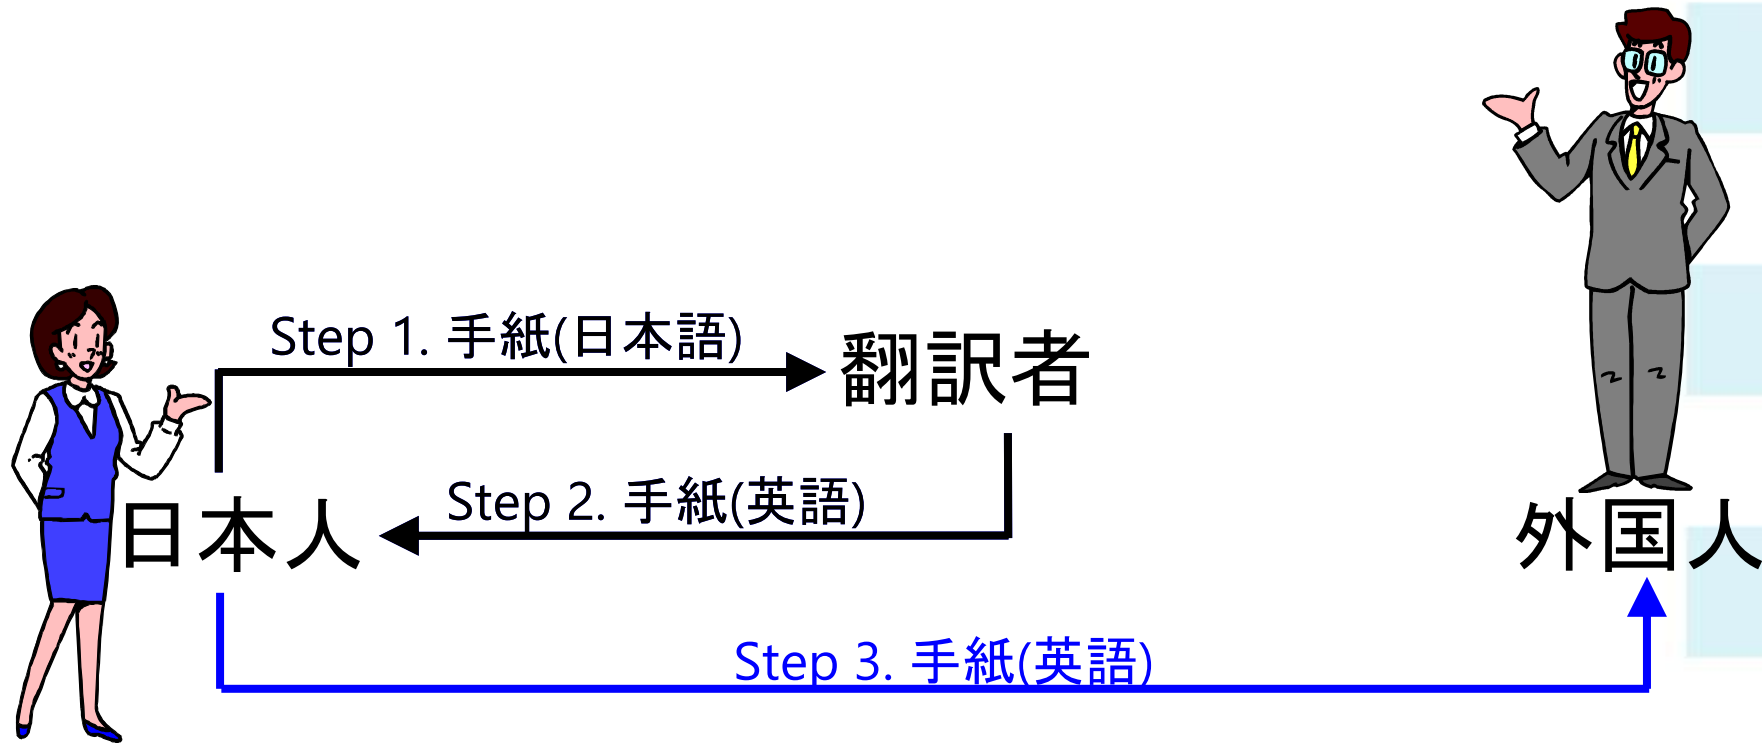 Step 1. 手紙(日本語)
翻訳者
Step 2. 手紙(英語)
日本人
外国人
Step 3. 手紙(英語)